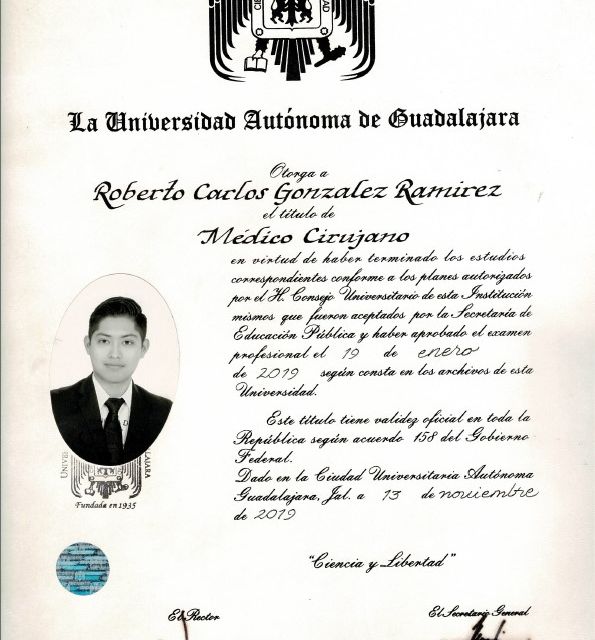 La Universidad Autónoma de Guadalajara
Otorga a
Roberto Carlos Gonzalez Ramirez
el título de
Médico Cirujano
en virtud de haber terminado los estudios
correspondientes conforme a los planes autorizados
por el H. Consejo Universitario de esta Institución
mismos que fueron aceptados por la Secretaría de
Educación Pública y haber aprobado el examen
profesional el 19 de enero
de 2019 según consta en los archivos de esta
Universidad.
Este título tiene validez oficial en toda la
República según acuerdo 158 del Gobierno
Federal.
Dado en la Ciudad Universitaria Autónoma
Guadalajara, Jal. a 13 de noviembre
de 2019
Fundada en 1935
"Ciencia y Libertad"
El Rector
El Secretario General